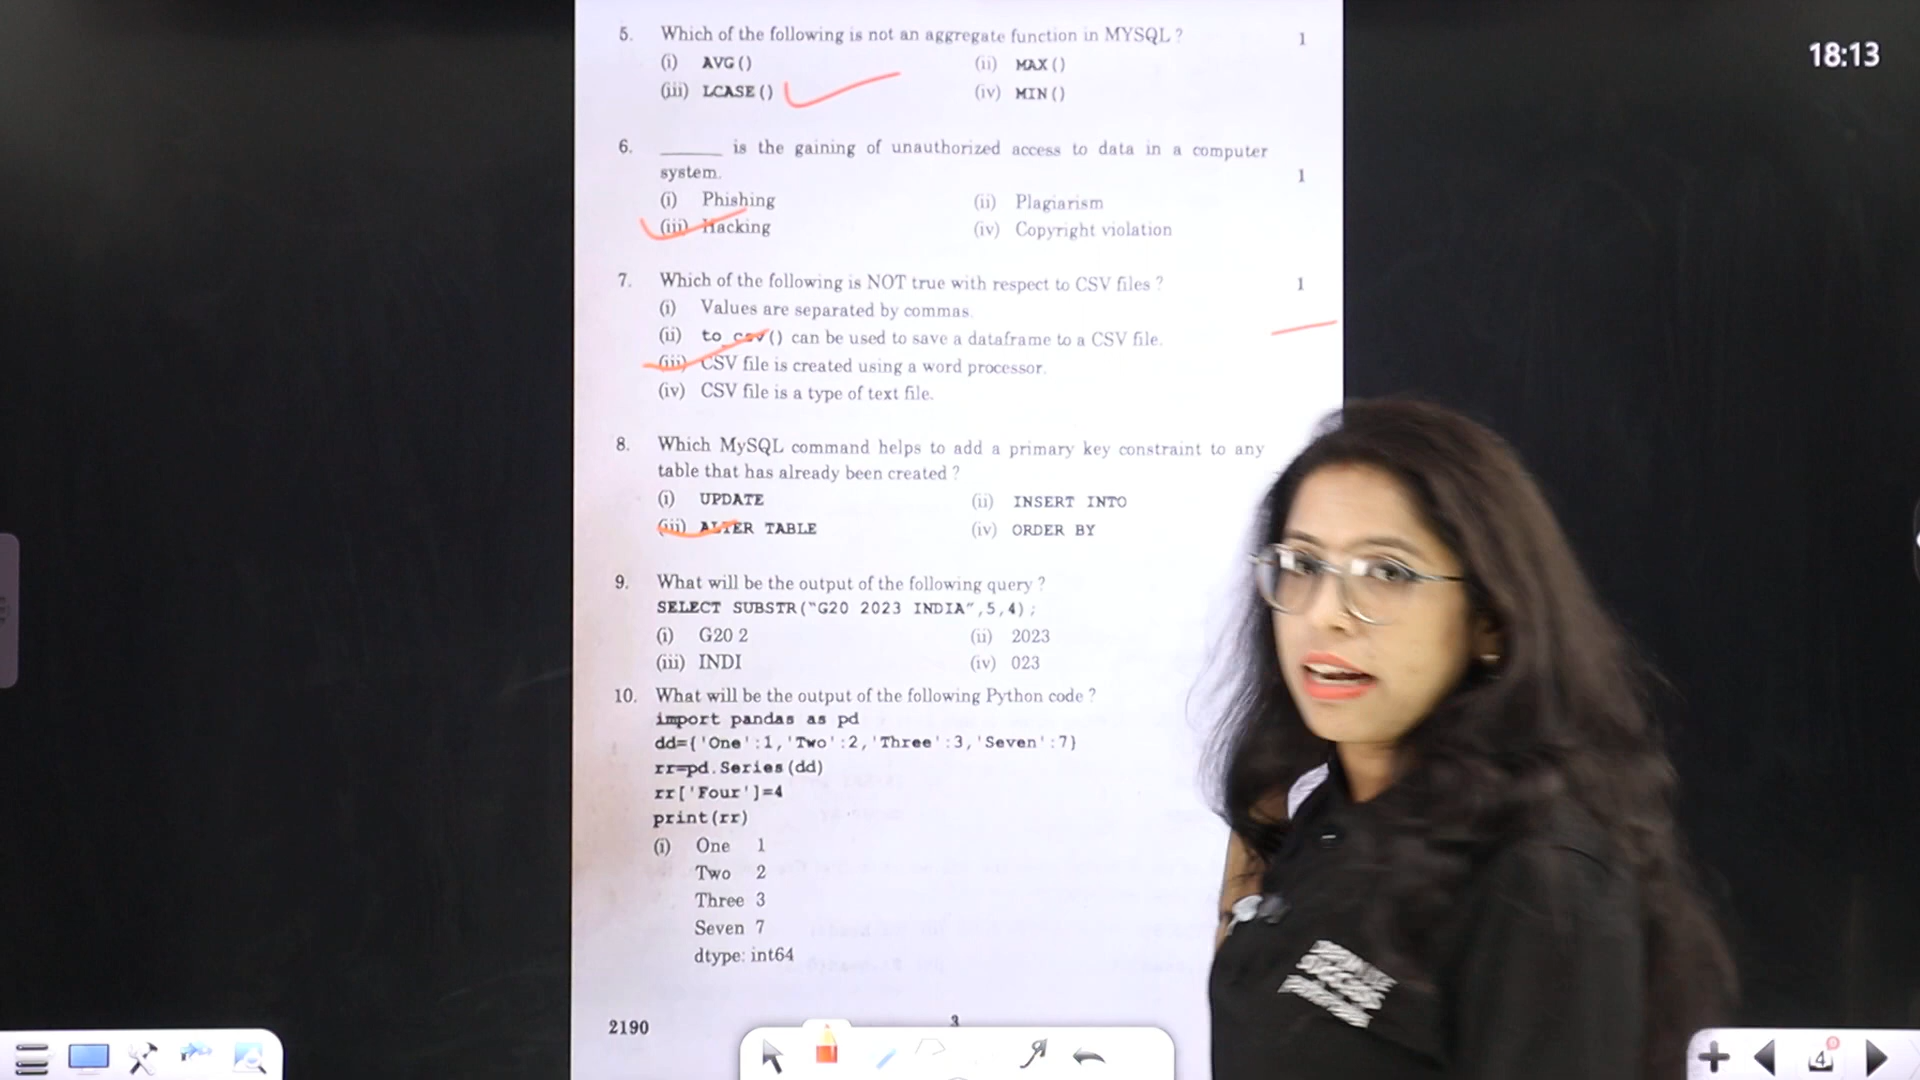 18:13
5. Which of the following is not an aggregate function in MYSQL ? 1
(i) AVG() (ii) MAX()
(iii) LCASE() (iv) MIN()
6. ______ is the gaining of unauthorized access to data in a computer
system. 1
(i) Phishing (ii) Plagiarism
(iii) Hacking (iv) Copyright violation
7. Which of the following is NOT true with respect to CSV files ? 1
(i) Values are separated by commas.
(ii) to_csv() can be used to save a dataframe to a CSV file.
(iii) CSV file is created using a word processor.
(iv) CSV file is a type of text file.
8. Which MySQL command helps to add a primary key constraint to any
table that has already been created ?
(i) UPDATE (ii) INSERT INTO
(iii) ALTER TABLE (iv) ORDER BY
9. What will be the output of the following query ?
SELECT SUBSTR("G20 2023 INDIA",5,4);
(i) G20 2 (ii) 2023
(iii) INDI (iv) 023
10. What will be the output of the following Python code ?
import pandas as pd
dd={'One':1,'Two':2,'Three':3,'Seven':7}
rr=pd.Series(dd)
rr['Four']=4
print(rr)
(i) One 1
Two 2
Three 3
Seven 7
dtype: int64
2190 3
4